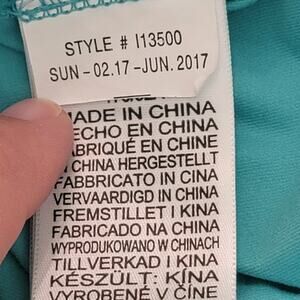 STYLE # I13500
SUN - 02.17 - JUN. 2017
MADE IN CHINA
HECHO EN CHINA
FABRIQUÉ EN CHINE
IN CHINA HERGESTELLT
FABBRICATO IN CINA
VERVAARDIGD IN CHINA
FREMSTILLET I KINA
FABRICADO NA CHINA
WYPRODUKOWANO W CHINACH
TILLVERKAD I KINA
KÉSZÜLT: KÍNA
VYROBENÉ V ČÍNE